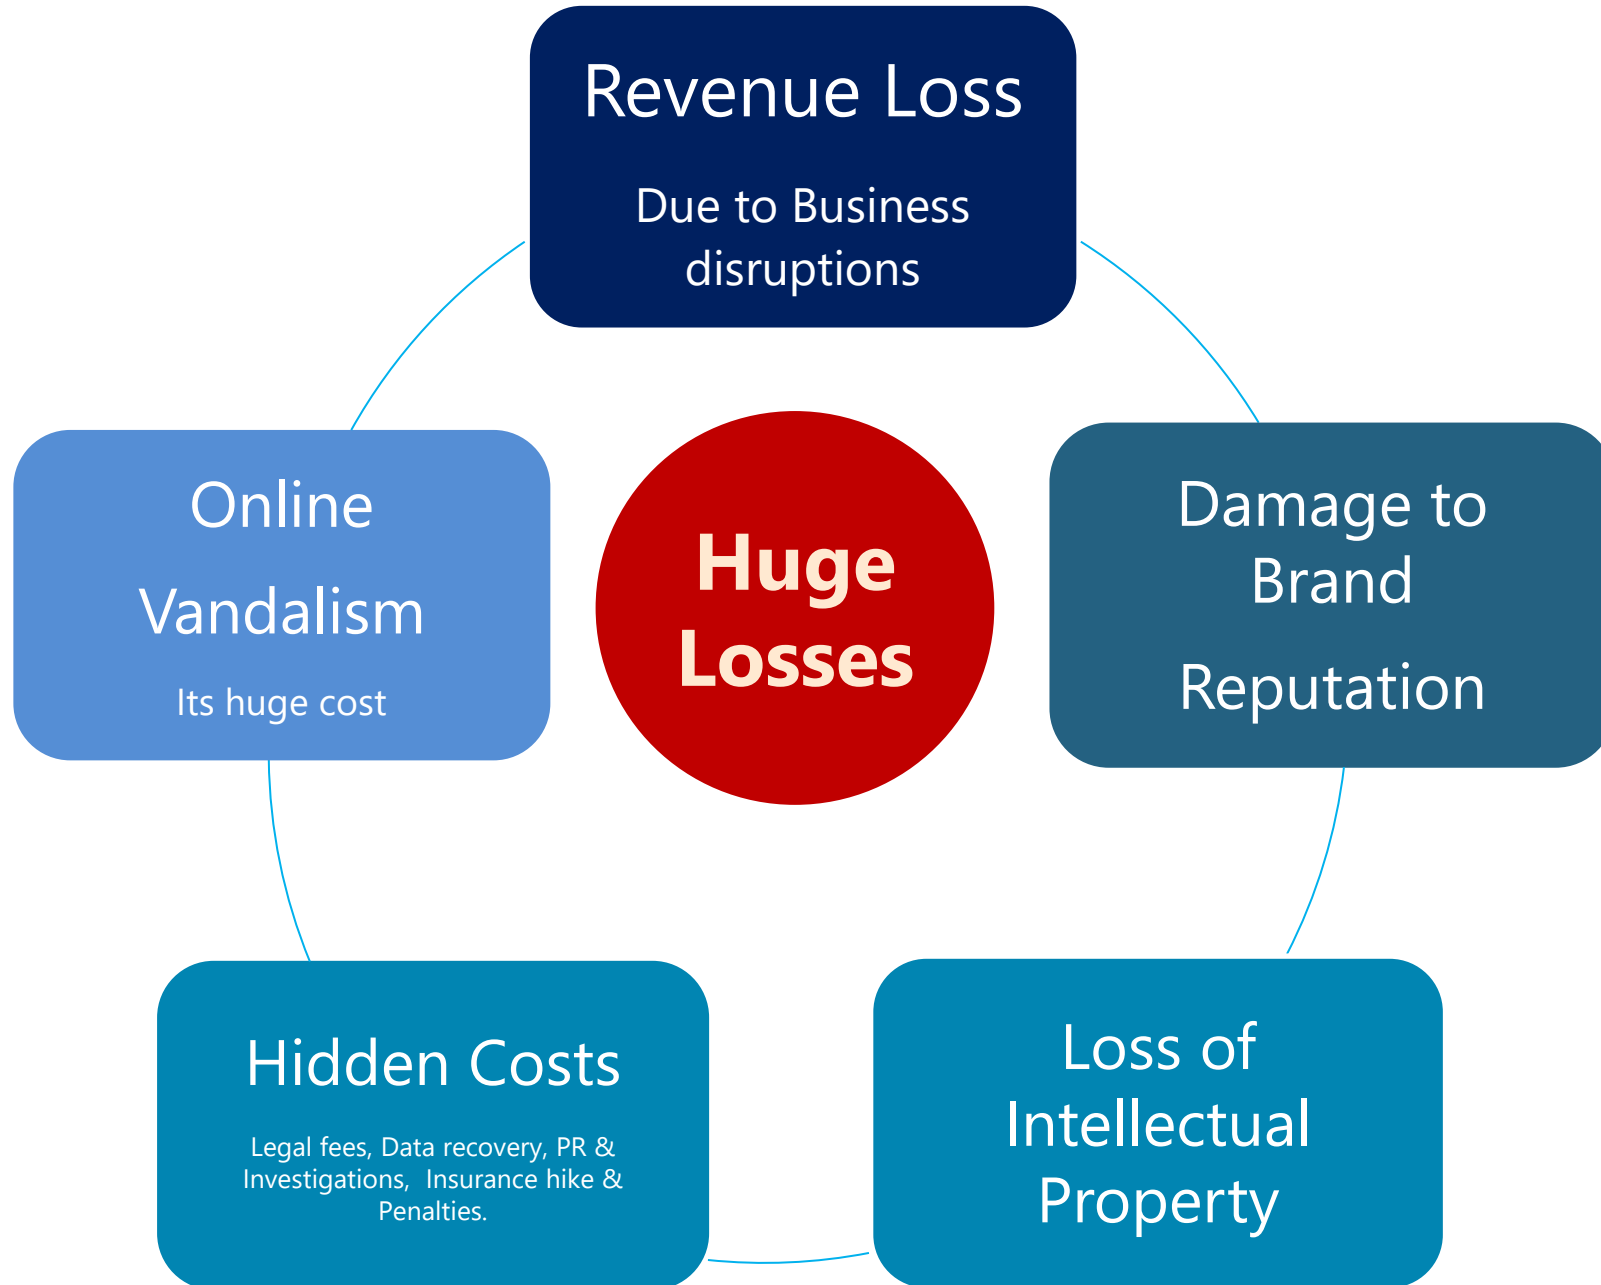 Revenue Loss
Due to Business
disruptions
Online
Vandalism
Its huge cost
Huge
Losses
Damage to
Brand
Reputation
Hidden Costs
Legal fees, Data recovery, PR &
Investigations,  Insurance hike &
Penalties.
Loss of
Intellectual
Property